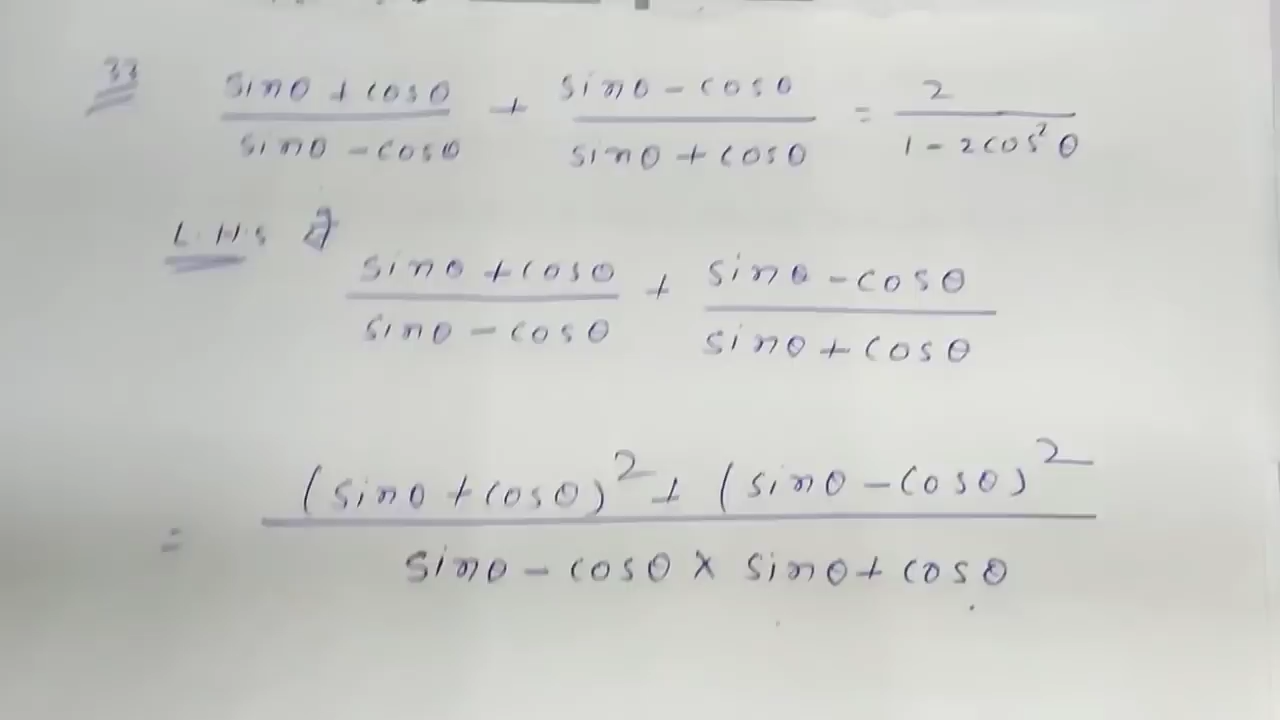 33 sinθ + cosθ / sinθ - cosθ + sinθ - cosθ / sinθ + cosθ = 2 / 1 - 2cos²θ
L.H.S ⇒
sinθ + cosθ / sinθ - cosθ + sinθ - cosθ / sinθ + cosθ
= (sinθ + cosθ)² + (sinθ - cosθ)² / sinθ - cosθ × sinθ + cosθ